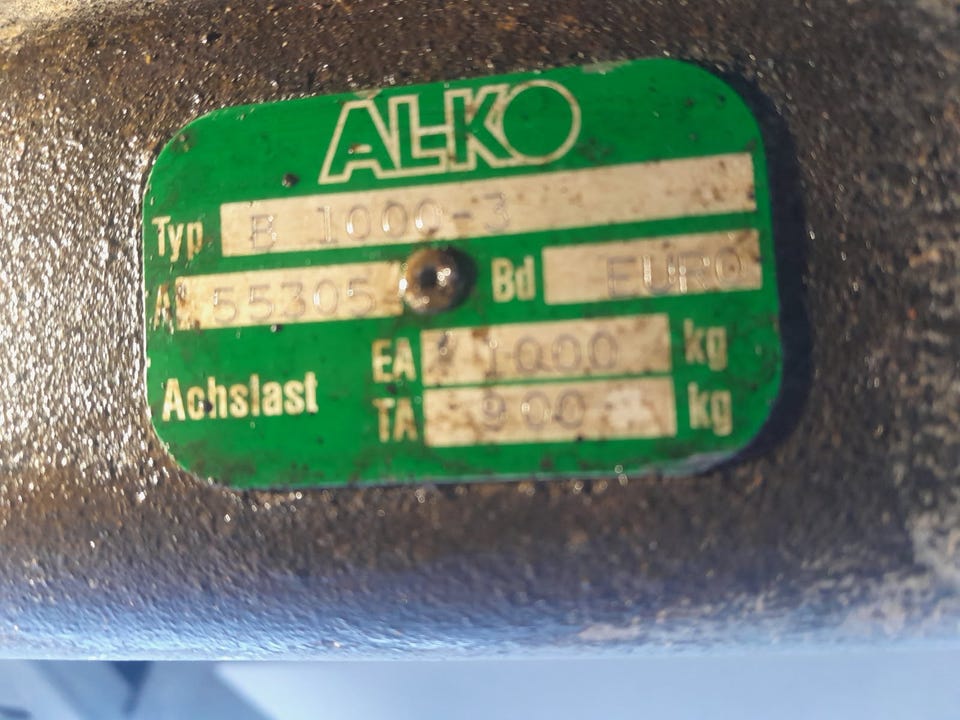 AL-KO
Typ B 1000-3
55305 Bd EURO
EA 1000 kg
Achslast
TA 900 kg